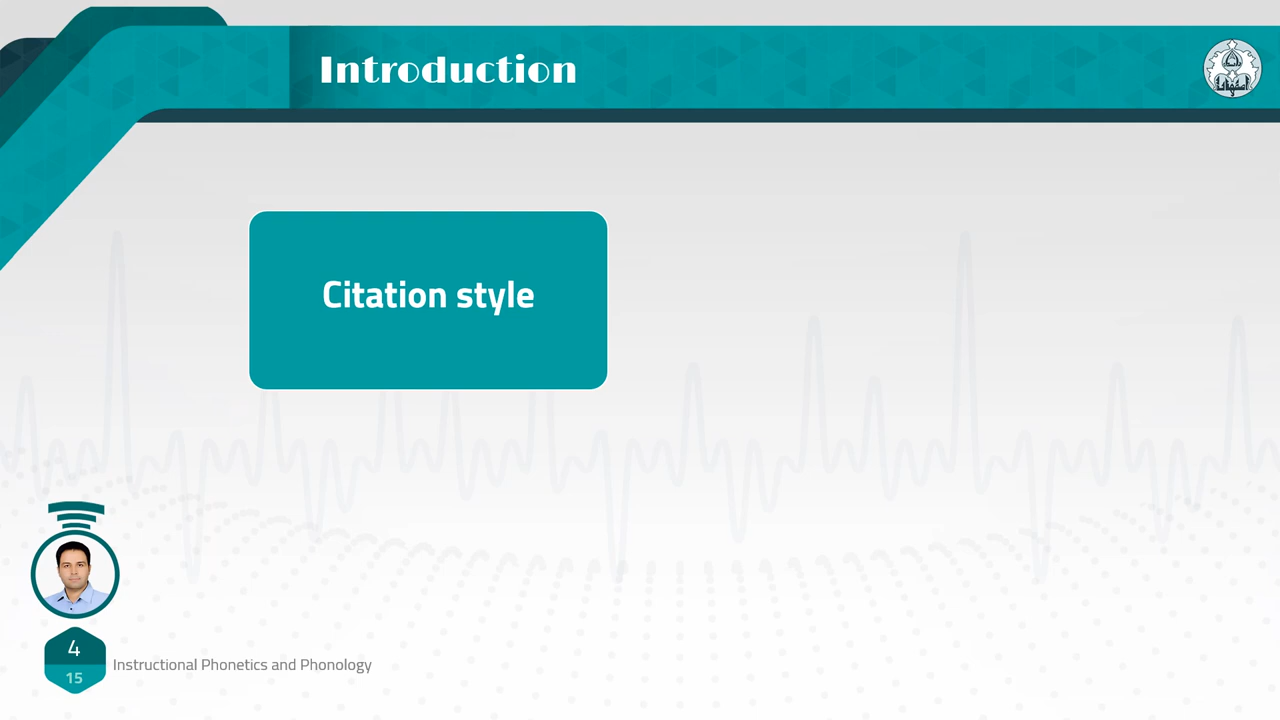 Introduction
Citation style
4
15
Instructional Phonetics and Phonology